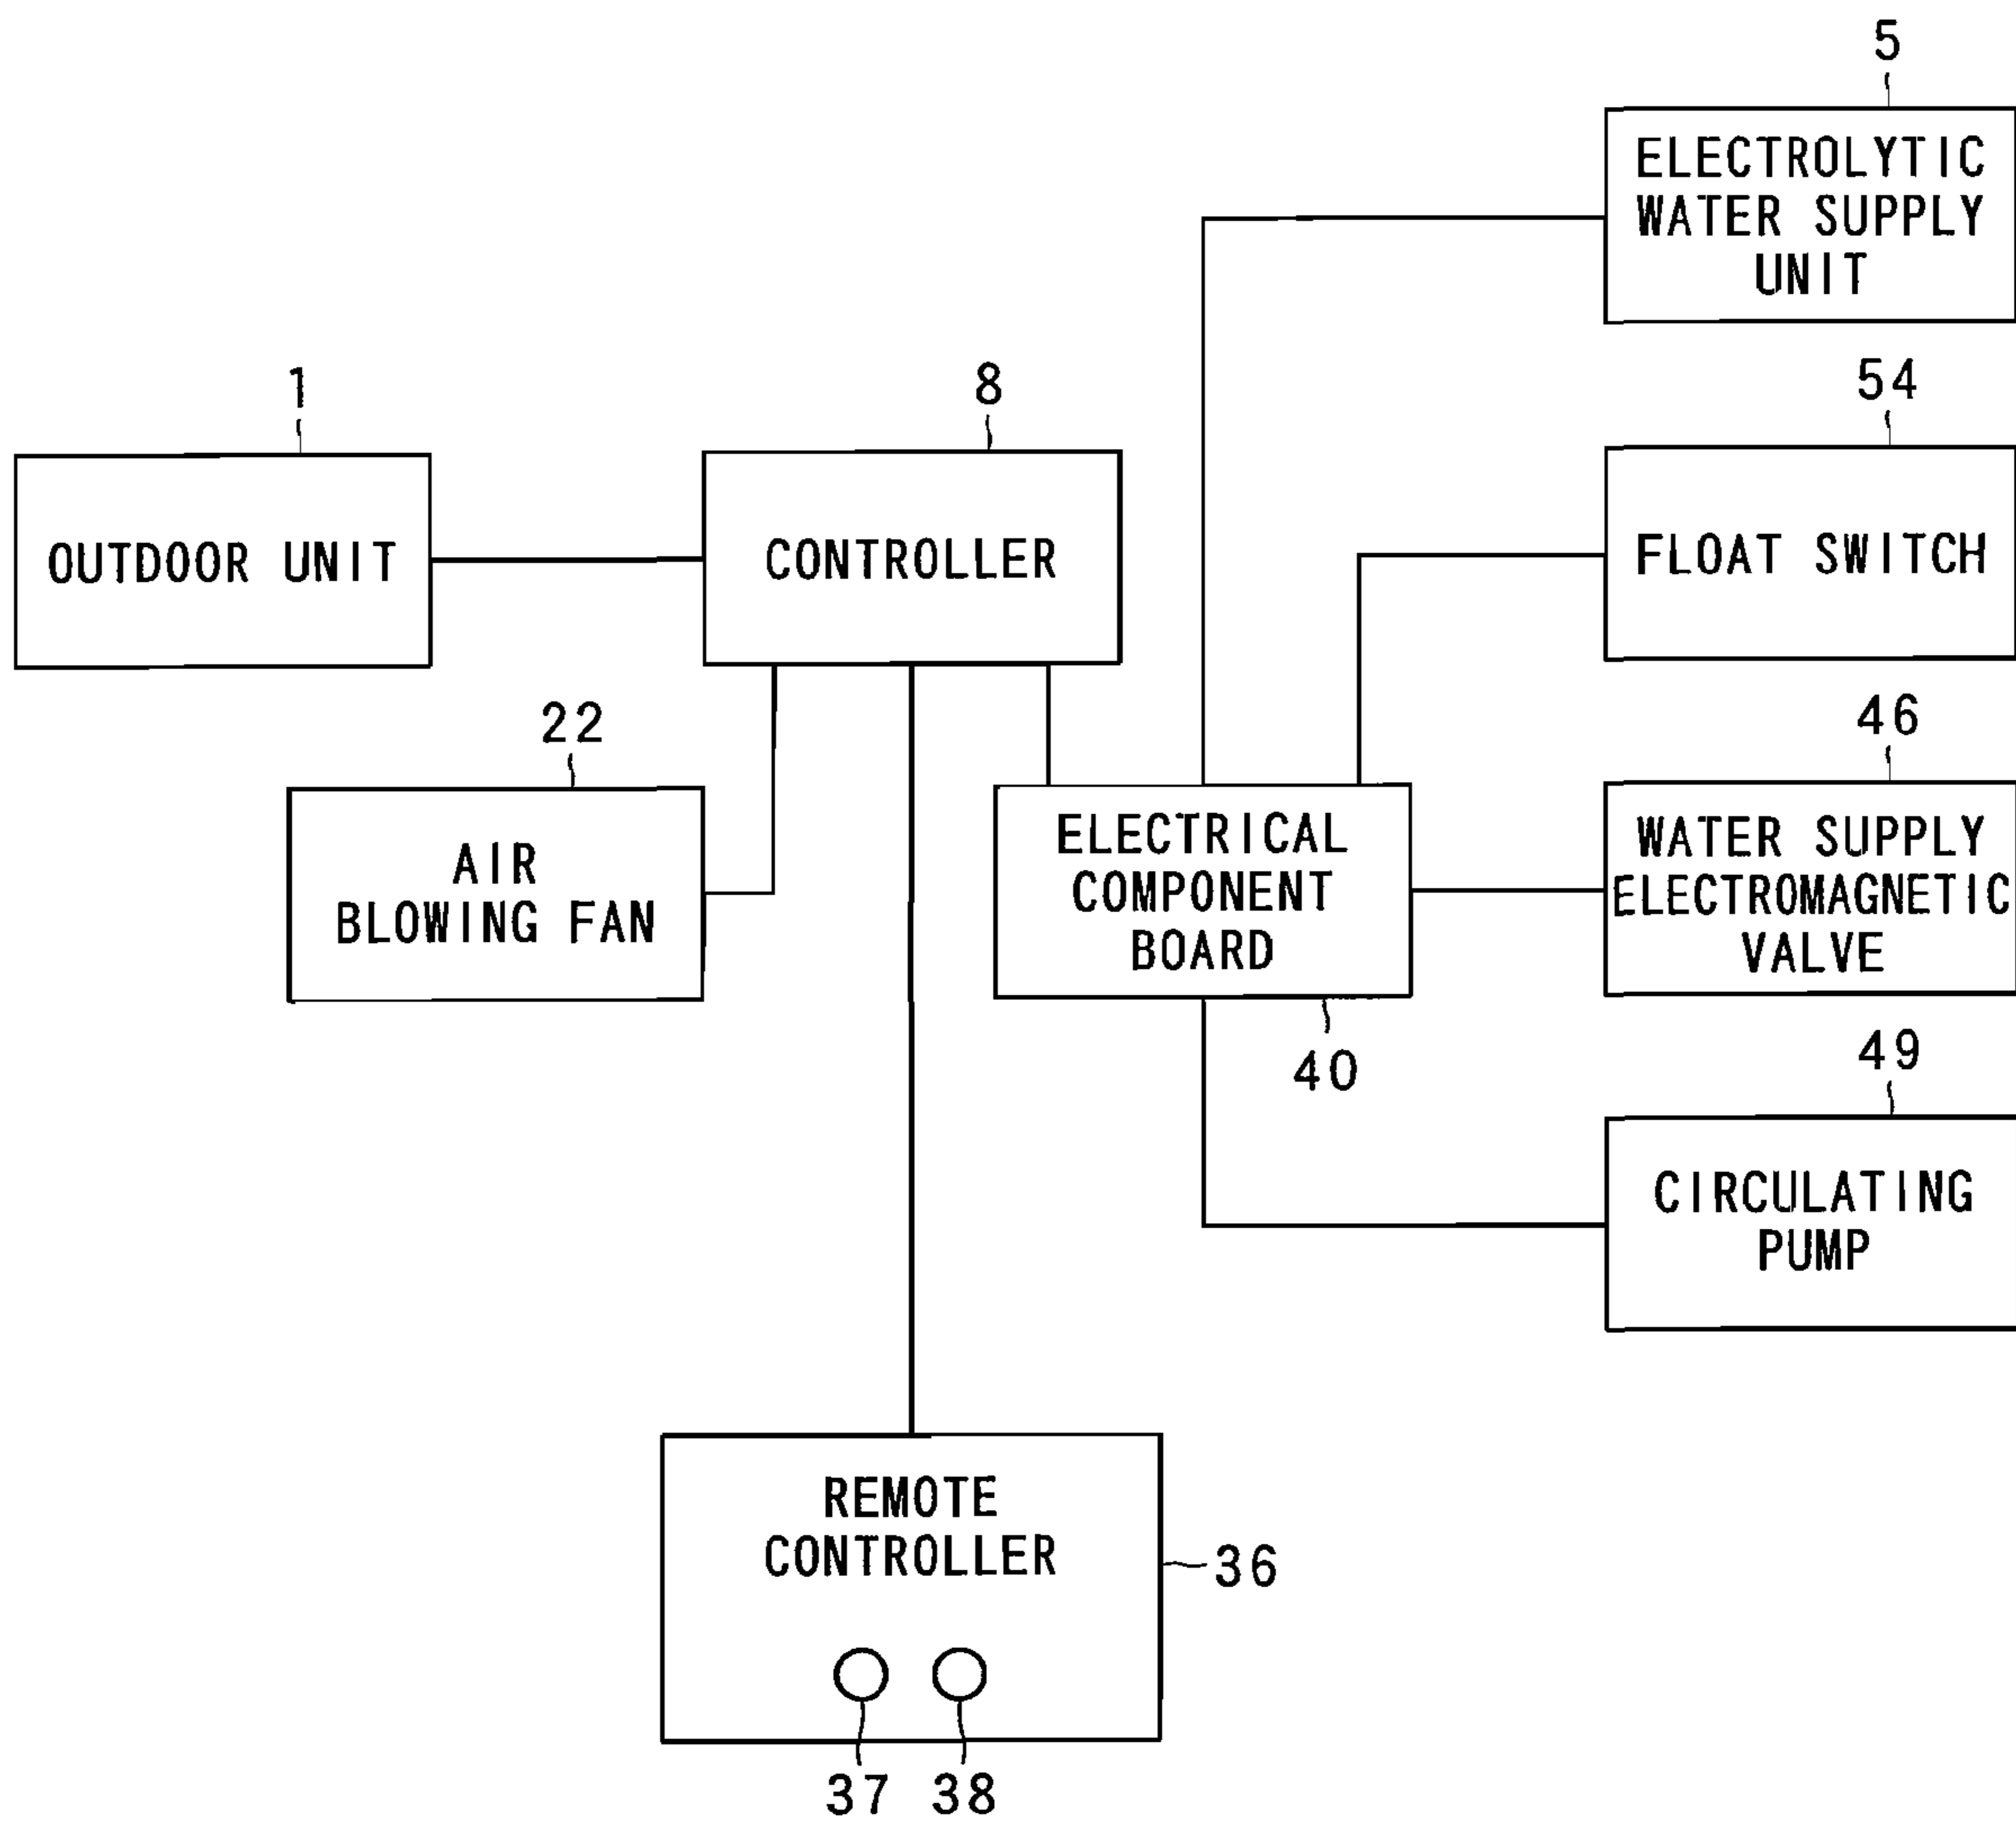 5
ELECTROLYTIC
WATER SUPPLY
UNIT
1
OUTDOOR UNIT
8
CONTROLLER
54
FLOAT SWITCH
22
AIR
BLOWING FAN
ELECTRICAL
COMPONENT
BOARD
40
46
WATER SUPPLY
ELECTROMAGNETIC
VALVE
49
CIRCULATING
PUMP
REMOTE
CONTROLLER
36
37
38